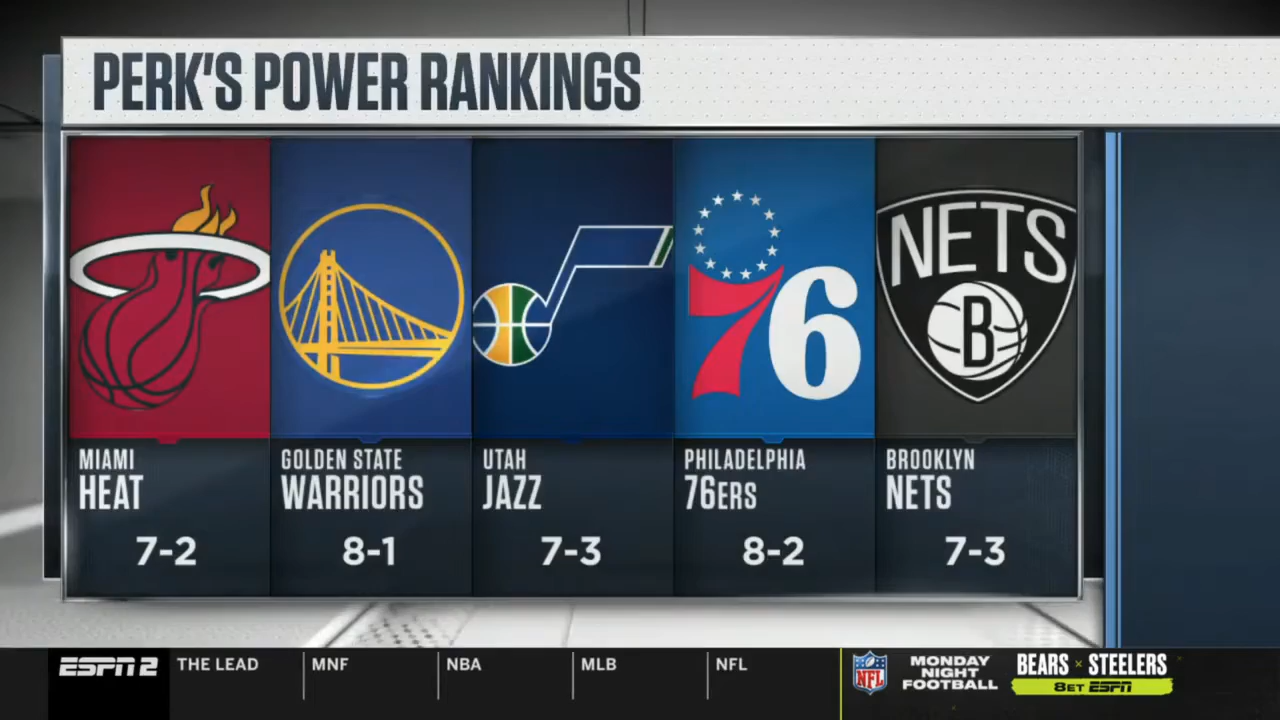 PERK'S POWER RANKINGS
76
NETS
B
MIAMI
HEAT
7-2
GOLDEN STATE
WARRIORS
8-1
UTAH
JAZZ
7-3
PHILADELPHIA
76ERS
8-2
BROOKLYN
NETS
7-3
ESPN2
THE LEAD
MNF
NBA
MLB
NFL
NFL
MONDAY
NIGHT
FOOTBALL
BEARS × STEELERS
8ET ESPN